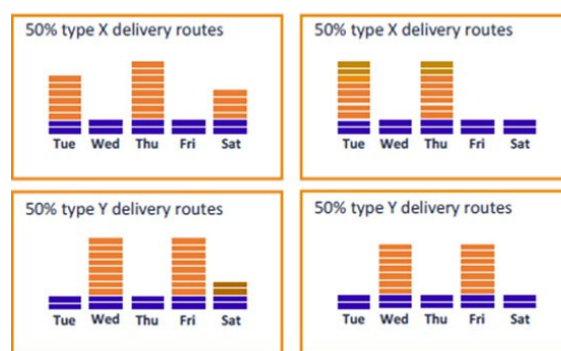 50% type X delivery routes
Tue Wed Thu Fri Sat
50% type X delivery routes
Tue Wed Thu Fri Sat
50% type Y delivery routes
Tue Wed Thu Fri Sat
50% type Y delivery routes
Tue Wed Thu Fri Sat